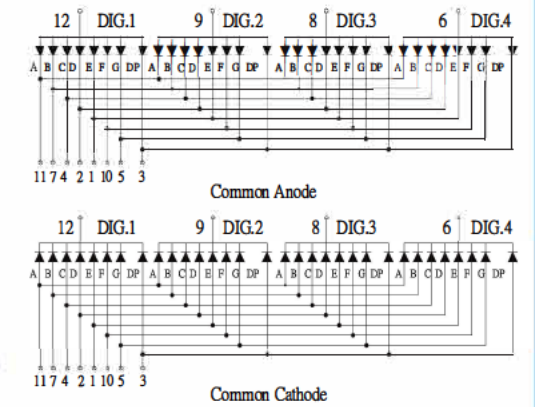 12 DIG.1 9 DIG.2 8 DIG.3 6 DIG.4
A B C D E F G DP A B C D E F G DP A B C D E F G DP A B C D E F G DP
11 7 4 2 1 10 5 3
Common Anode
12 DIG.1 9 DIG.2 8 DIG.3 6 DIG.4
A B C D E F G DP A B C D E F G DP A B C D E F G DP A B C D E F G DP
11 7 4 2 1 10 5 3
Common Cathode